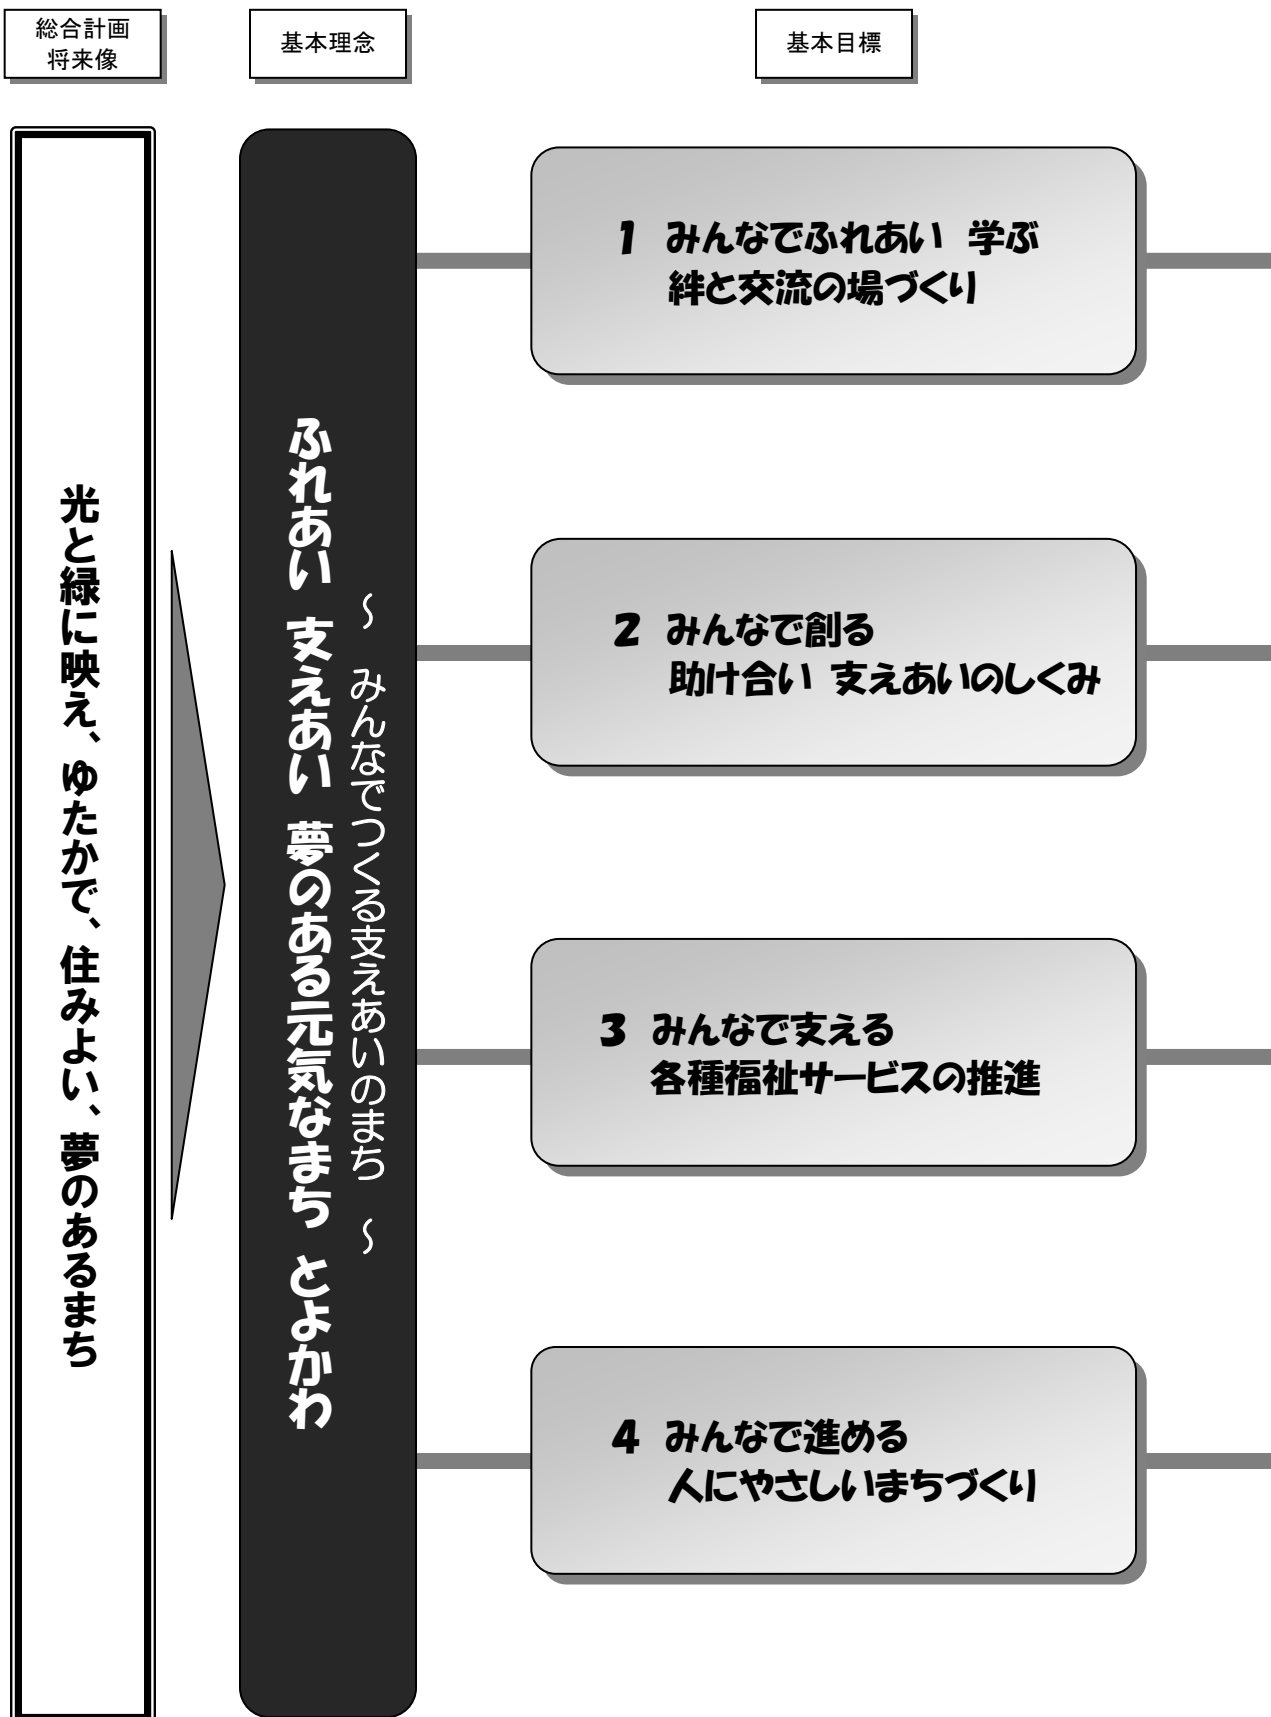 総合計画
将来像
基本理念
基本目標
光と緑に映え、ゆたかで、住みよい、夢のあるまち
ふれあい 支えあい 夢のある元気なまち とよかわ
～ みんなでつくる支えあいのまち ～
1 みんなでふれあい 学ぶ
絆と交流の場づくり
2 みんなで創る
助け合い 支えあいのしくみ
3 みんなで支える
各種福祉サービスの推進
4 みんなで進める
人にやさしいまちづくり